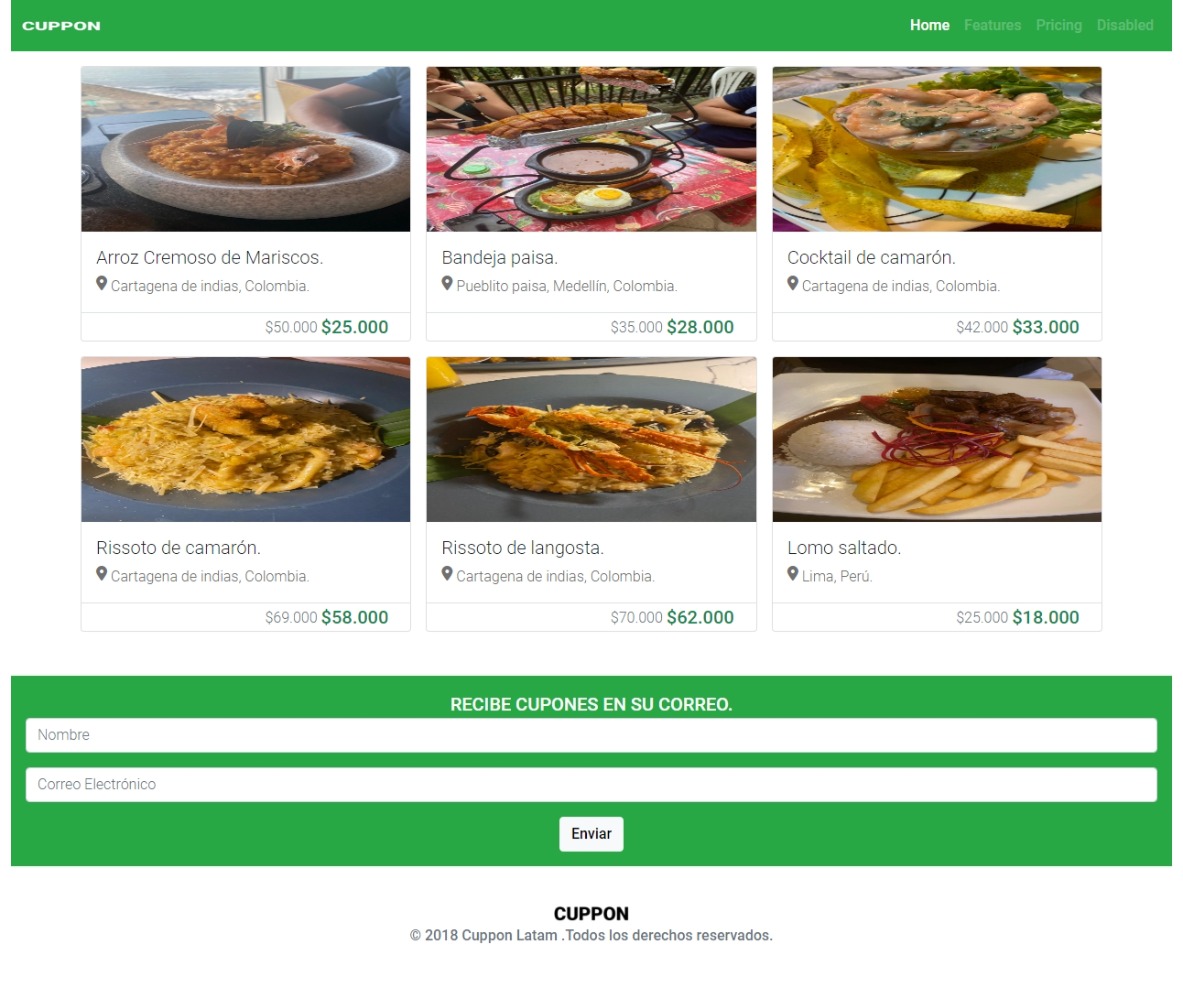 CUPPON
Home Features Pricing Disabled
Arroz Cremoso de Mariscos.
Cartagena de indias, Colombia.
$50.000 $25.000
Bandeja paisa.
Pueblito paisa, Medellín, Colombia.
$35.000 $28.000
Cocktail de camarón.
Cartagena de indias, Colombia.
$42.000 $33.000
Rissoto de camarón.
Cartagena de indias, Colombia.
$69.000 $58.000
Rissoto de langosta.
Cartagena de indias, Colombia.
$70.000 $62.000
Lomo saltado.
Lima, Perú.
$25.000 $18.000
RECIBE CUPONES EN SU CORREO.
Nombre
Correo Electrónico
Enviar
CUPPON
© 2018 Cuppon Latam .Todos los derechos reservados.